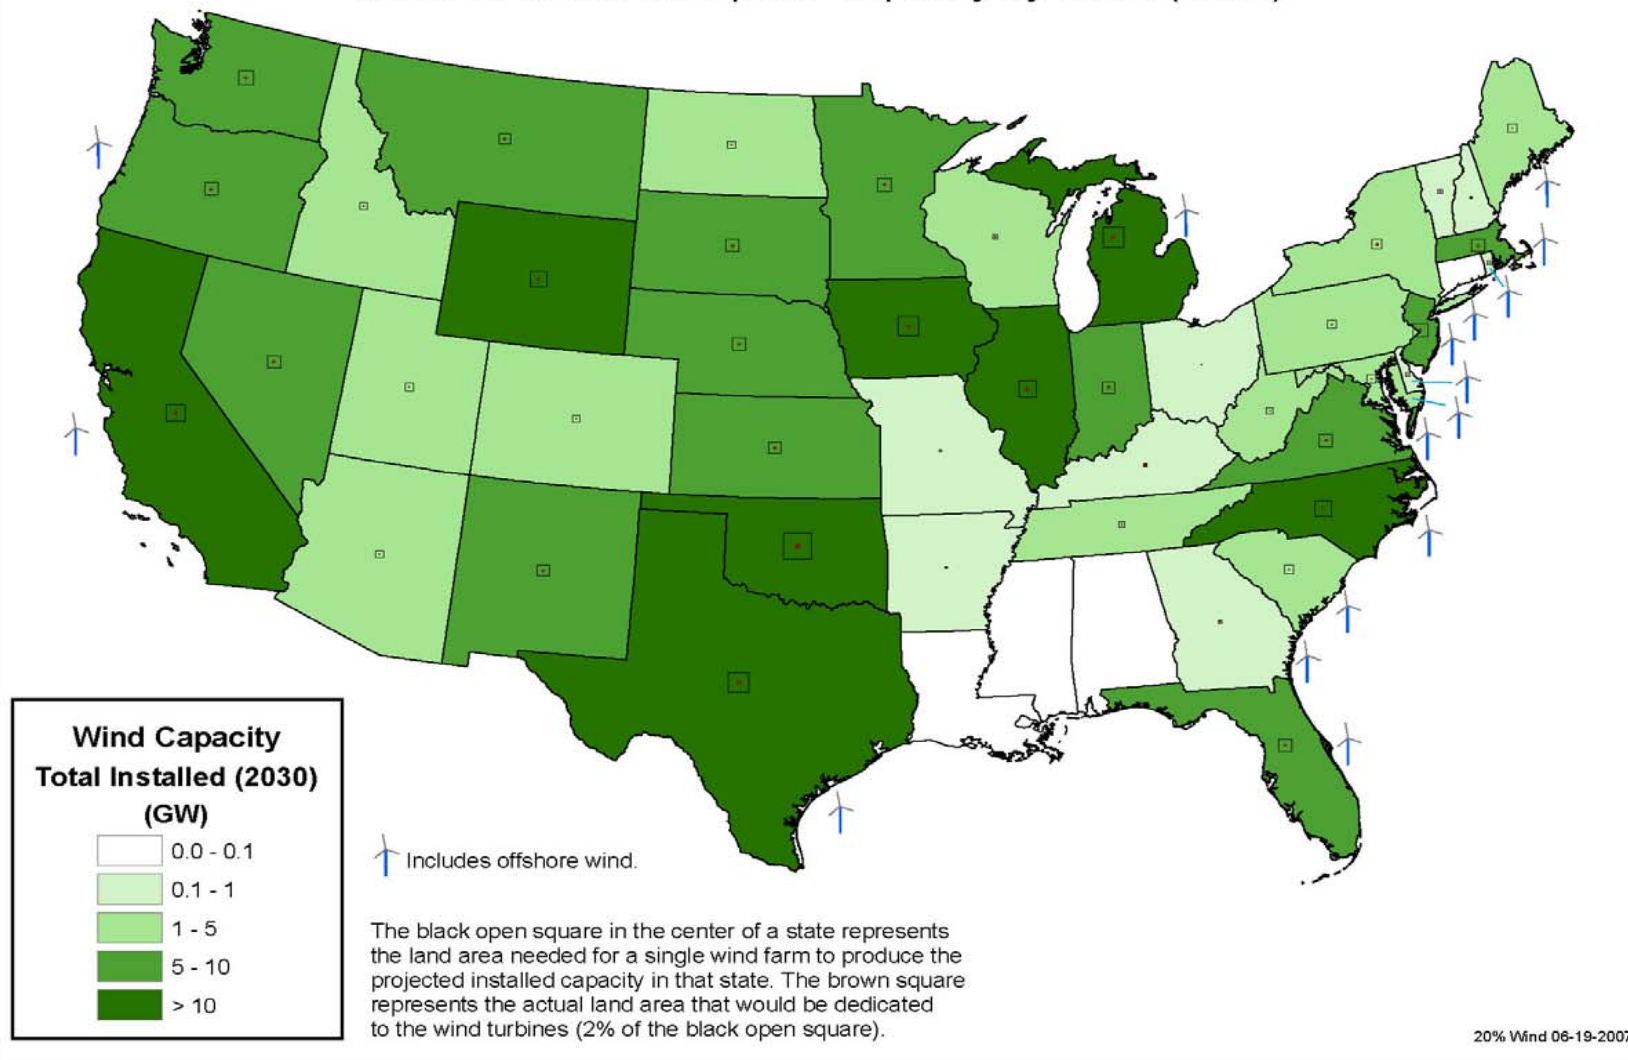 Wind Capacity
Total Installed (2030)
(GW)
0.0 - 0.1
0.1 - 1
1 - 5
5 - 10
> 10
Includes offshore wind.
The black open square in the center of a state represents
the land area needed for a single wind farm to produce the
projected installed capacity in that state. The brown square
represents the actual land area that would be dedicated
to the wind turbines (2% of the black open square).
20% Wind 06-19-2007